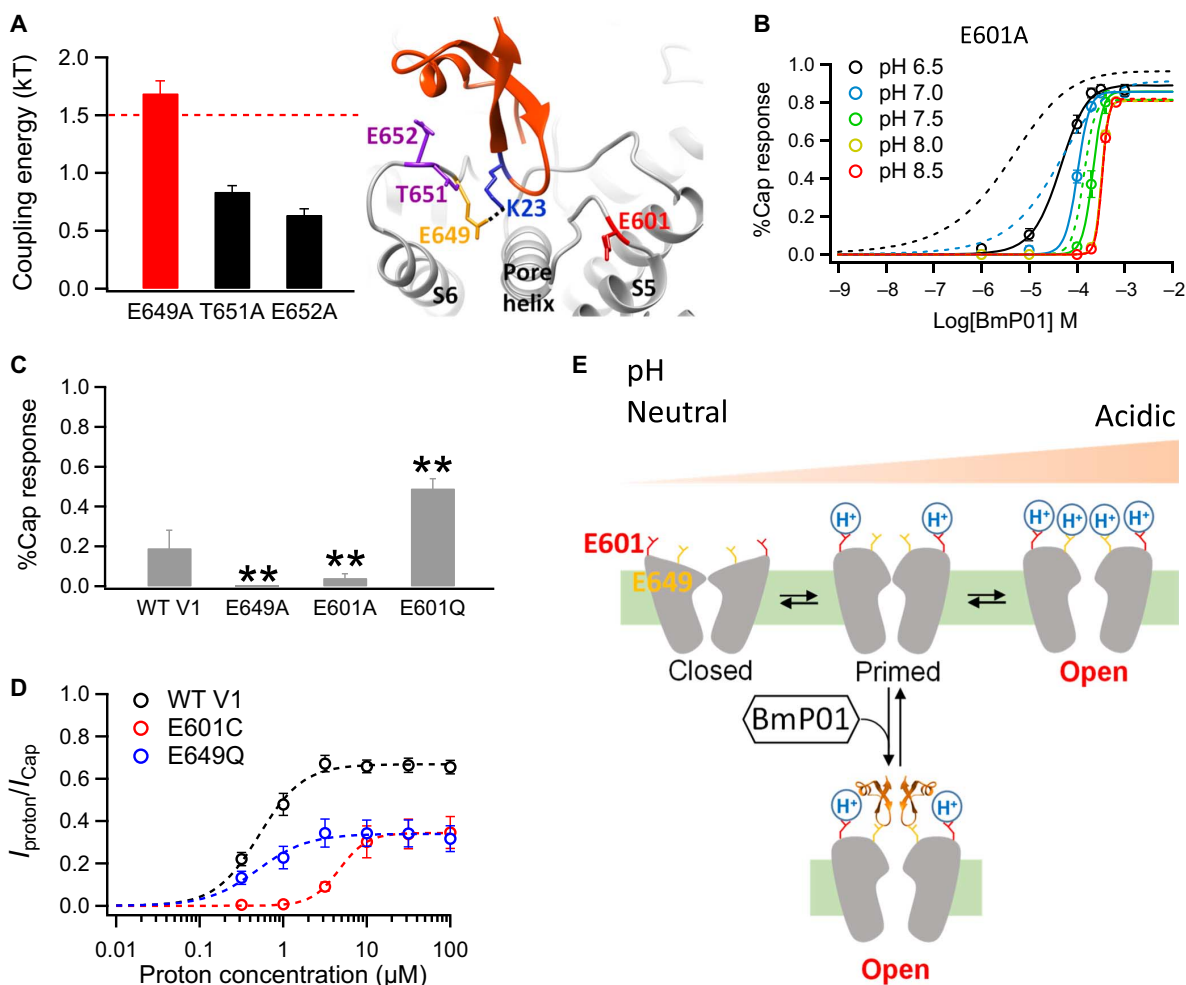 A
Coupling energy (kT)
2.0
1.5
1.0
0.5
0.0
E649A T651A E652A
E652
T651
E649
K23
E601
S6
Pore
helix
S5
B
E601A
%Cap response
1.0
0.8
0.6
0.4
0.2
0.0
pH 6.5
pH 7.0
pH 7.5
pH 8.0
pH 8.5
–9 –8 –7 –6 –5 –4 –3 –2
Log[BmP01] M
C
%Cap response
1.0
0.8
0.6
0.4
0.2
0.0
** ** **
WT V1 E649A E601A E601Q
D
Iproton/ICap
1.0
0.8
0.6
0.4
0.2
0.0
WT V1
E601C
E649Q
0.01 0.1 1 10 100
Proton concentration (μM)
E
pH
Neutral
Acidic
E601
E649
H+ H+
H+ H+ H+ H+
Closed
Primed
Open
BmP01
H+ H+
Open